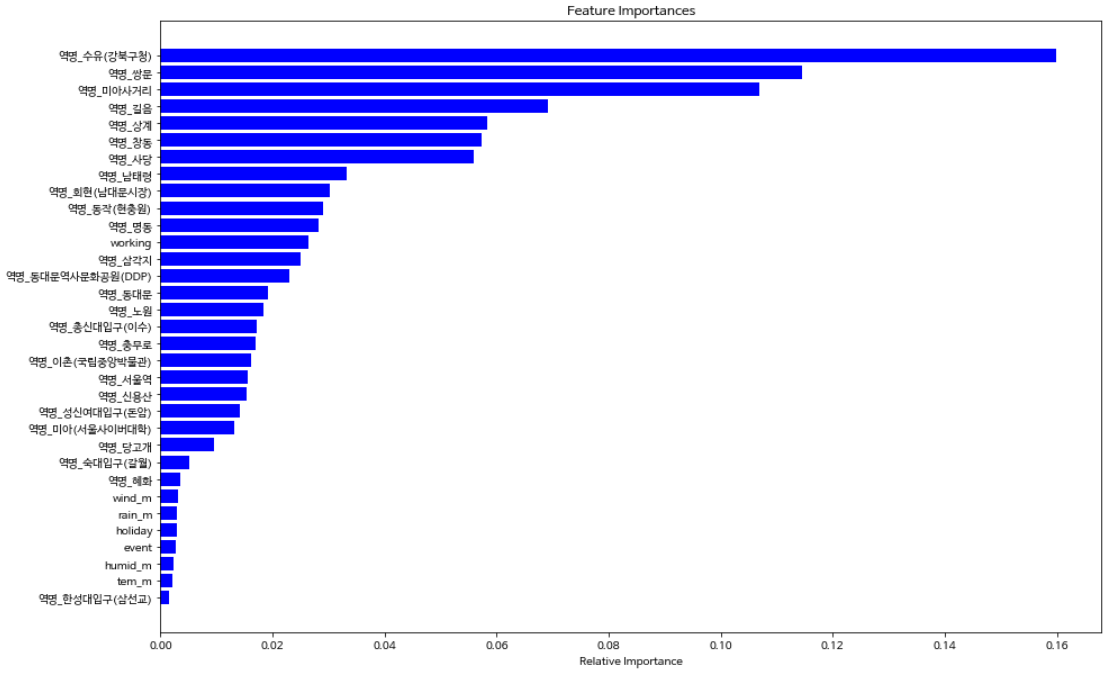 Feature Importances
역명_수유(강북구청)
역명_쌍문
역명_미아사거리
역명_길음
역명_상계
역명_창동
역명_사당
역명_남태령
역명_회현(남대문시장)
역명_동작(현충원)
역명_명동
working
역명_삼각지
역명_동대문역사문화공원(DDP)
역명_동대문
역명_노원
역명_총신대입구(이수)
역명_충무로
역명_이촌(국립중앙박물관)
역명_서울역
역명_신용산
역명_성신여대입구(돈암)
역명_미아(서울사이버대학)
역명_당고개
역명_숙대입구(갈월)
역명_혜화
wind_m
rain_m
holiday
event
humid_m
tem_m
역명_한성대입구(삼선교)
0.00 0.02 0.04 0.06 0.08 0.10 0.12 0.14 0.16
Relative Importance